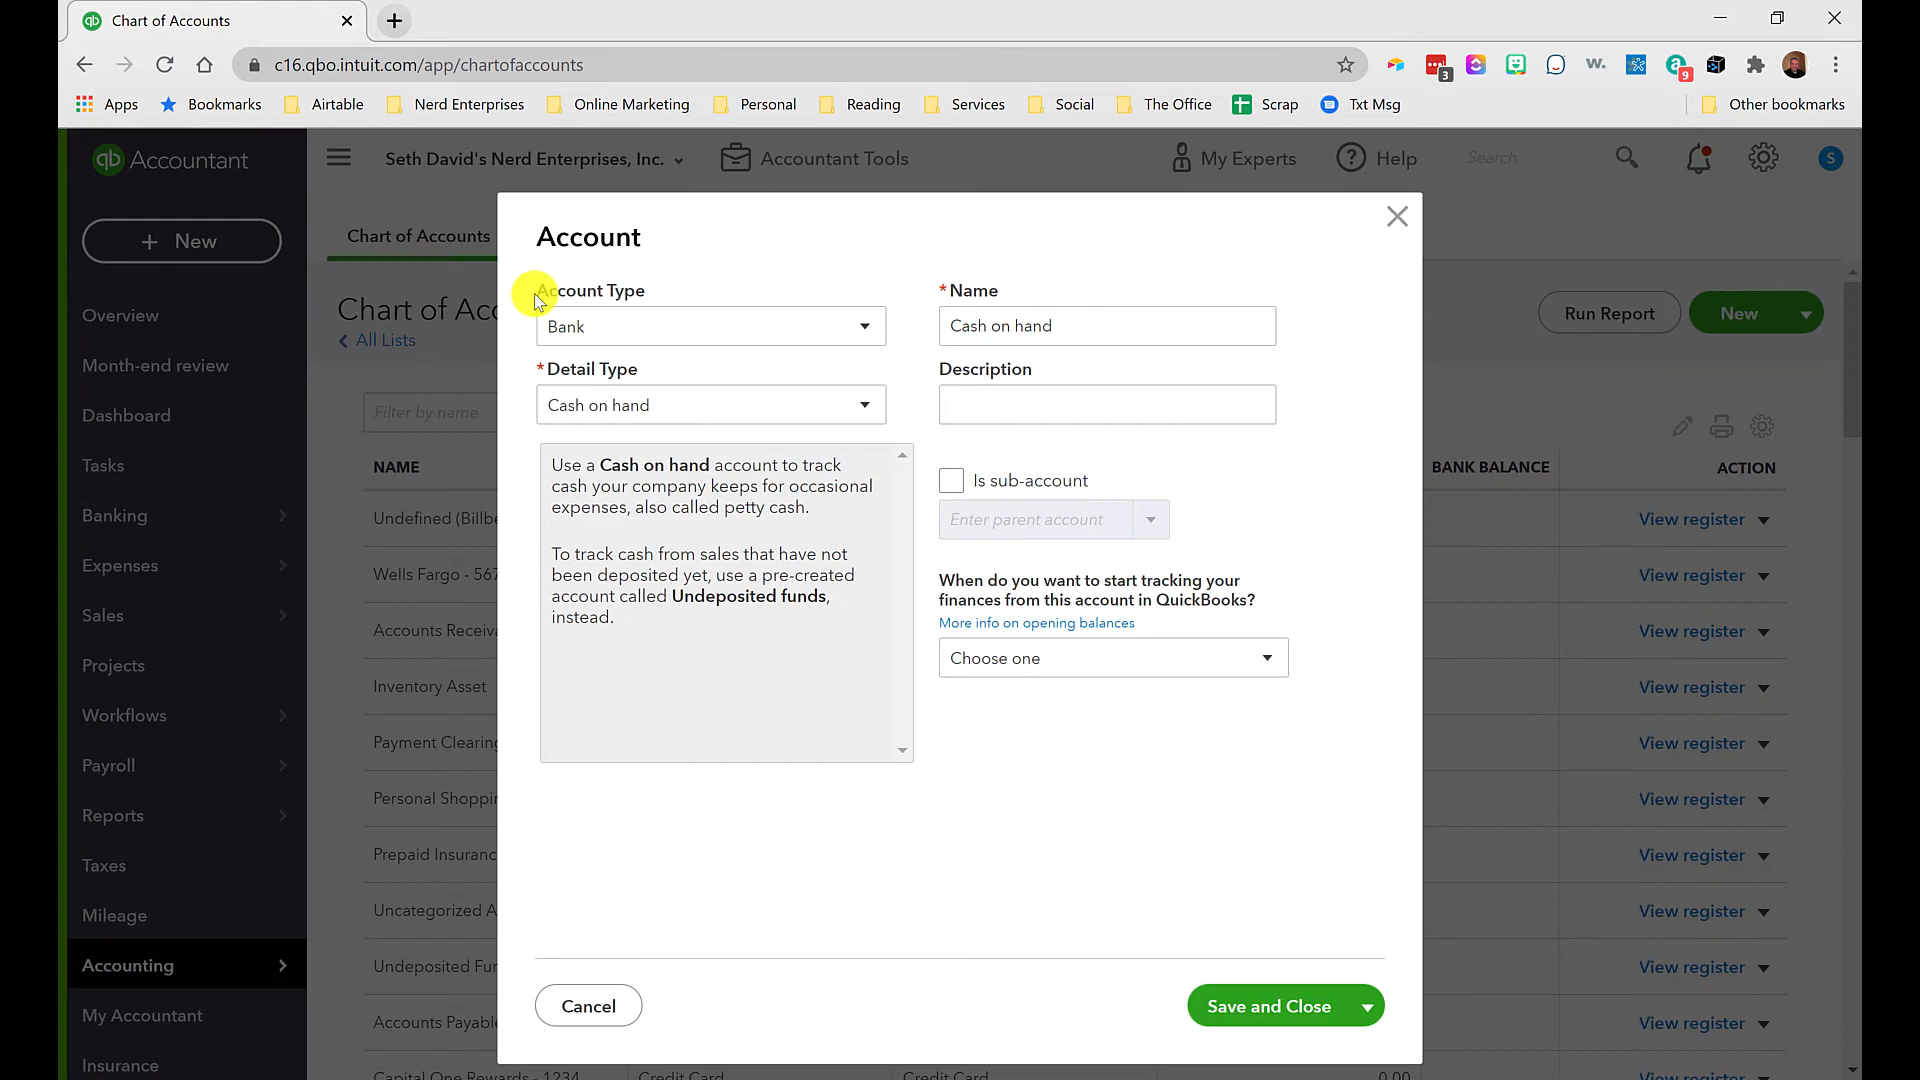 Chart of Accounts
c16.qbo.intuit.com/app/chartofaccounts
3
w.
9
Apps
Bookmarks
Airtable
Nerd Enterprises
Online Marketing
Personal
Reading
Services
Social
The Office
Scrap
Txt Msg
Other bookmarks
qb Accountant
Seth David's Nerd Enterprises, Inc.
Accountant Tools
My Experts
Help
Search
S
+ New
Overview
Month-end review
Dashboard
Tasks
Banking
Expenses
Sales
Projects
Workflows
Payroll
Reports
Taxes
Mileage
Accounting
My Accountant
Insurance
Chart of Accounts
Chart of Acc
All Lists
Run Report
New
Filter by name
NAME
BANK BALANCE
ACTION
Undefined (Billbe
View register
Wells Fargo - 567
View register
Accounts Receiva
View register
Inventory Asset
View register
Payment Clearing
View register
Personal Shoppin
View register
Prepaid Insuranc
View register
Uncategorized A
View register
Undeposited Fun
View register
Accounts Payable
View register
Capital One Rewards - 1234
Credit Card
Credit Card
0.00
View register
Account
Account Type
Bank
* Detail Type
Cash on hand
Use a Cash on hand account to track
cash your company keeps for occasional
expenses, also called petty cash.
To track cash from sales that have not
been deposited yet, use a pre-created
account called Undeposited funds,
instead.
* Name
Cash on hand
Description
Is sub-account
Enter parent account
When do you want to start tracking your
finances from this account in QuickBooks?
More info on opening balances
Choose one
Cancel
Save and Close